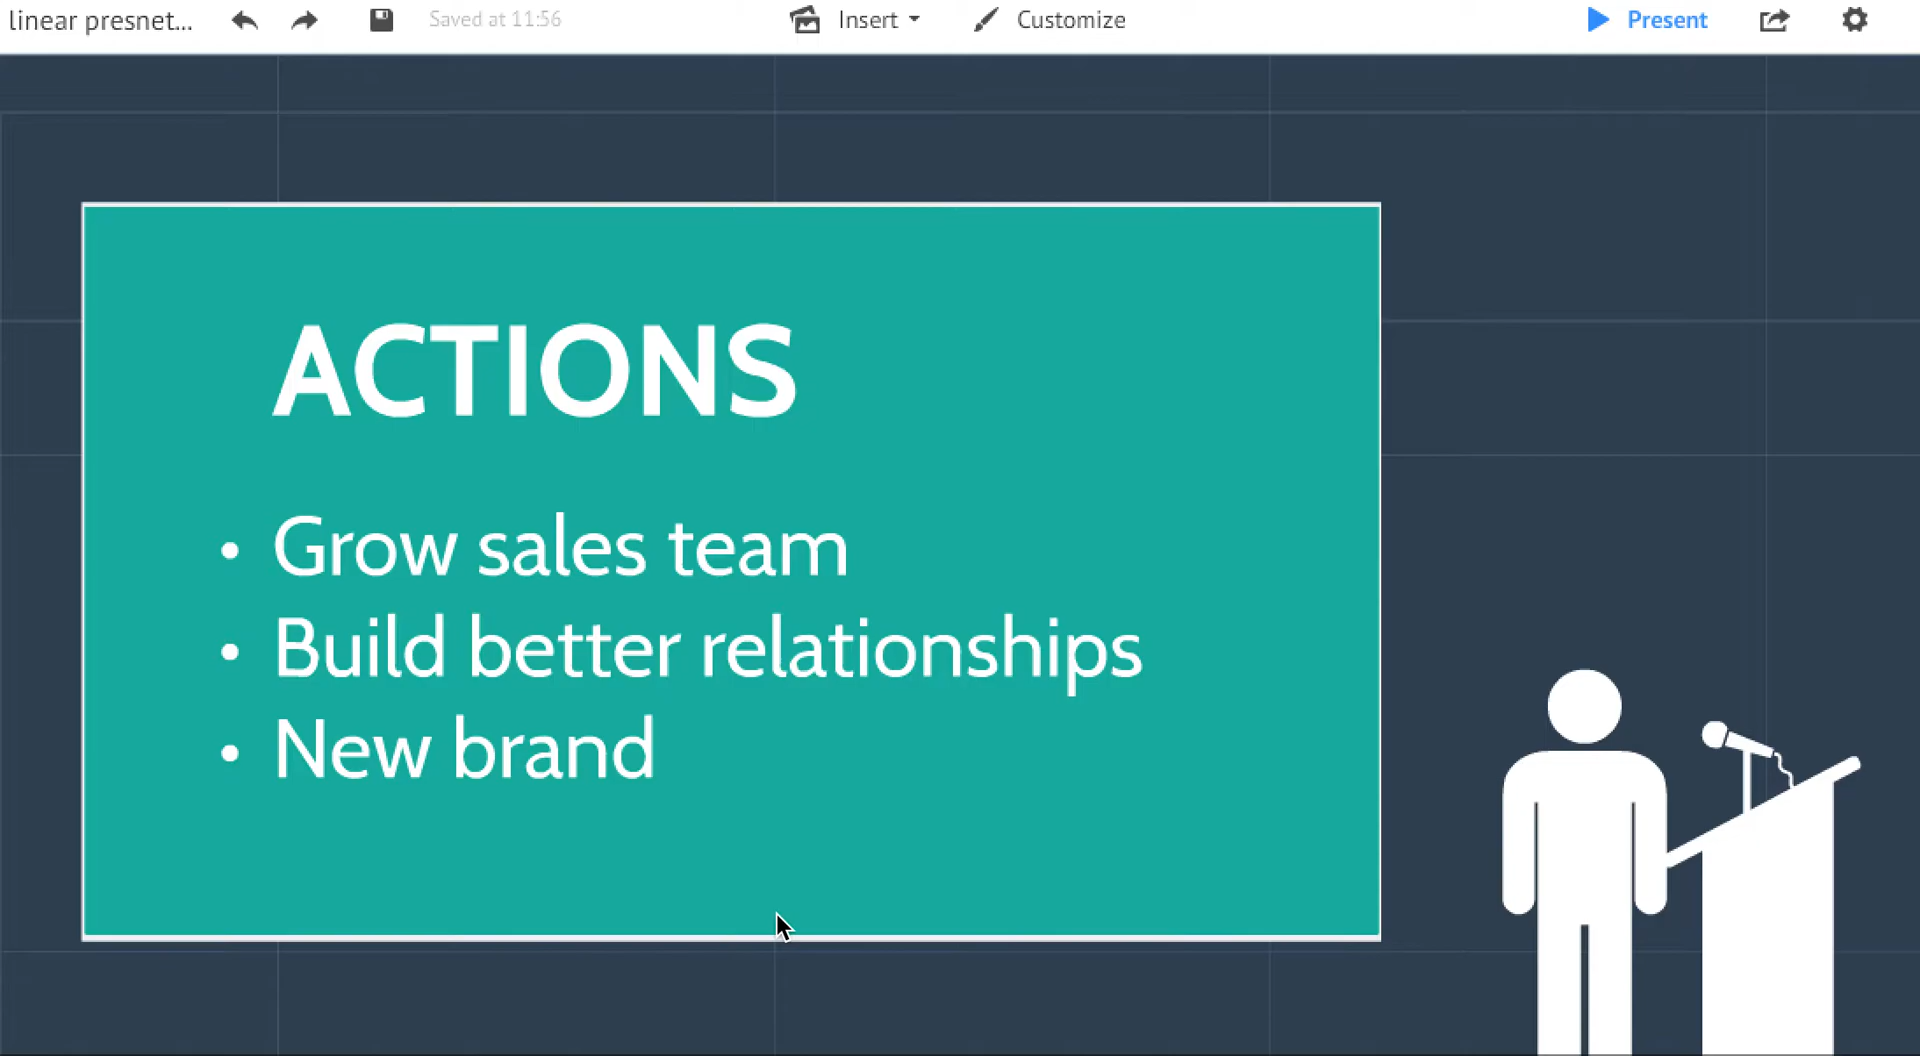 linear presnet... Saved at 11:56 Insert Customize Present
ACTIONS
• Grow sales team
• Build better relationships
• New brand